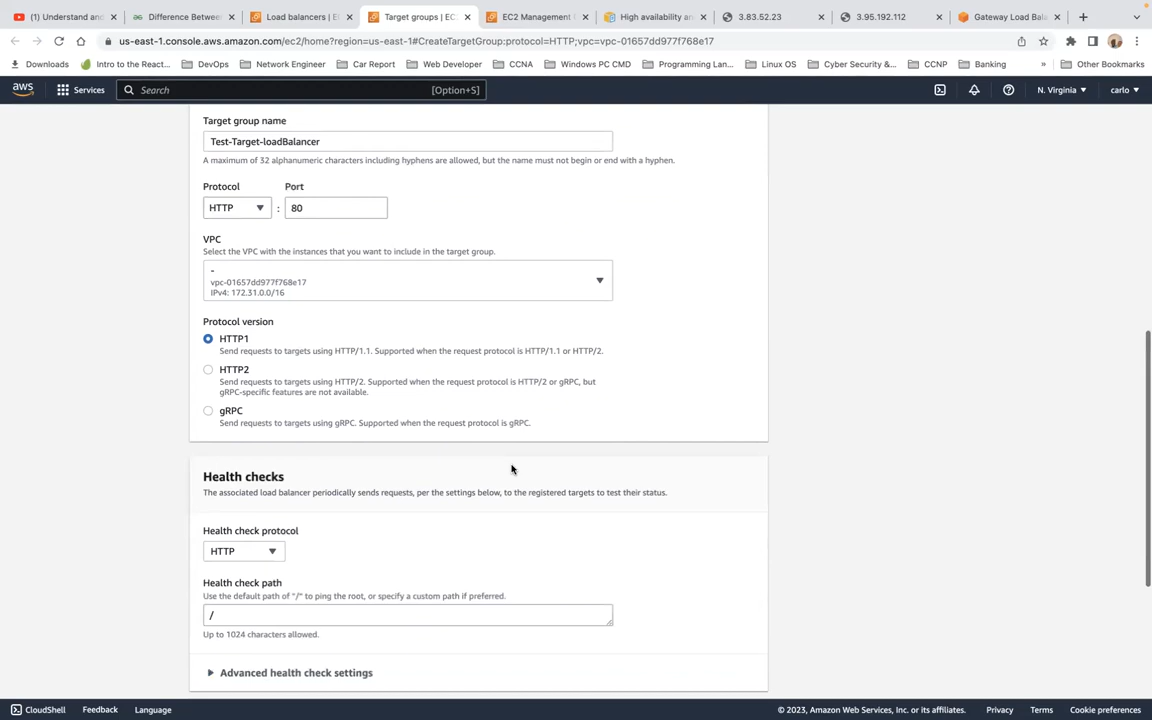 (1) Understand and
Difference Betwee
Load balancers | E
Target groups | EC
EC2 Management
High availability an
3.83.52.23
3.95.192.112
Gateway Load Bala
us-east-1.console.aws.amazon.com/ec2/home?region=us-east-1#CreateTargetGroup:protocol=HTTP;vpc=vpc-01657dd977f768e17
Downloads
Intro to the React...
DevOps
Network Engineer
Car Report
Web Developer
CCNA
Windows PC CMD
Programming Lan...
Linux OS
Cyber Security &...
CCNP
Banking
»
Other Bookmarks
aws
Services
Search
[Option+S]
N. Virginia
carlo
Target group name
Test-Target-loadBalancer
A maximum of 32 alphanumeric characters including hyphens are allowed, but the name must not begin or end with a hyphen.
Protocol
Port
HTTP
:
80
VPC
Select the VPC with the instances that you want to include in the target group.
-
vpc-01657dd977f768e17
IPv4: 172.31.0.0/16
Protocol version
HTTP1
Send requests to targets using HTTP/1.1. Supported when the request protocol is HTTP/1.1 or HTTP/2.
HTTP2
Send requests to targets using HTTP/2. Supported when the request protocol is HTTP/2 or gRPC, but
gRPC-specific features are not available.
gRPC
Send requests to targets using gRPC. Supported when the request protocol is gRPC.
Health checks
The associated load balancer periodically sends requests, per the settings below, to the registered targets to test their status.
Health check protocol
HTTP
Health check path
Use the default path of "/" to ping the root, or specify a custom path if preferred.
/
Up to 1024 characters allowed.
Advanced health check settings
CloudShell
Feedback
Language
© 2023, Amazon Web Services, Inc. or its affiliates.
Privacy
Terms
Cookie preferences